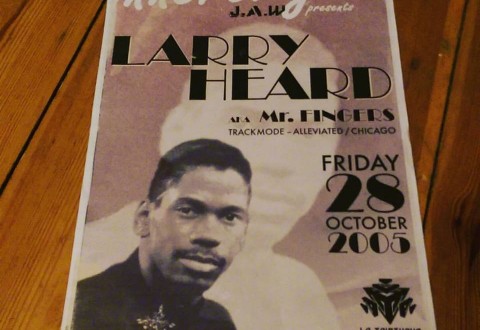 J.A.W presents
LARRY
HEARD
AKA Mr. FINGERS
TRACKMODE - ALLEVIATED / CHICAGO
FRIDAY
28
OCTOBER
2005